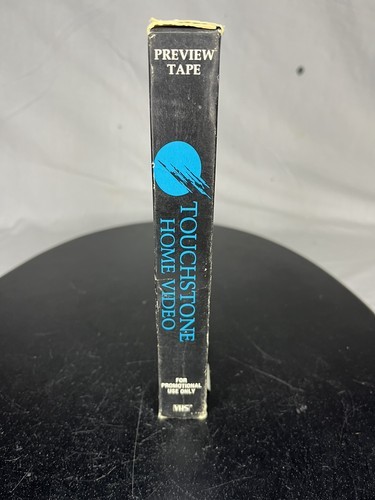 PREVIEW
TAPE
TOUCHSTONE
HOME VIDEO
FOR
PROMOTIONAL
USE ONLY
VHS